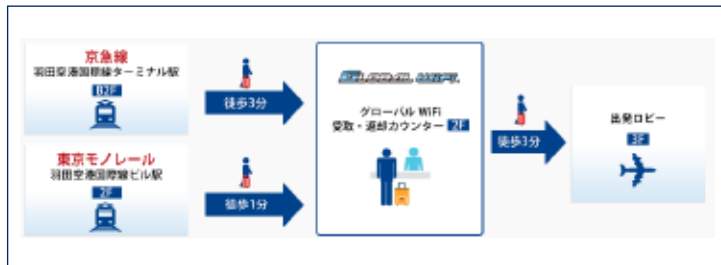 京急線
羽田空港国際線ターミナル駅
B2F
徒歩3分
東京モノレール
羽田空港国際線ビル駅
2F
徒歩1分
GLOBAL WIFI
グローバル WiFi
受取・返却カウンター 2F
徒歩3分
出発ロビー
3F